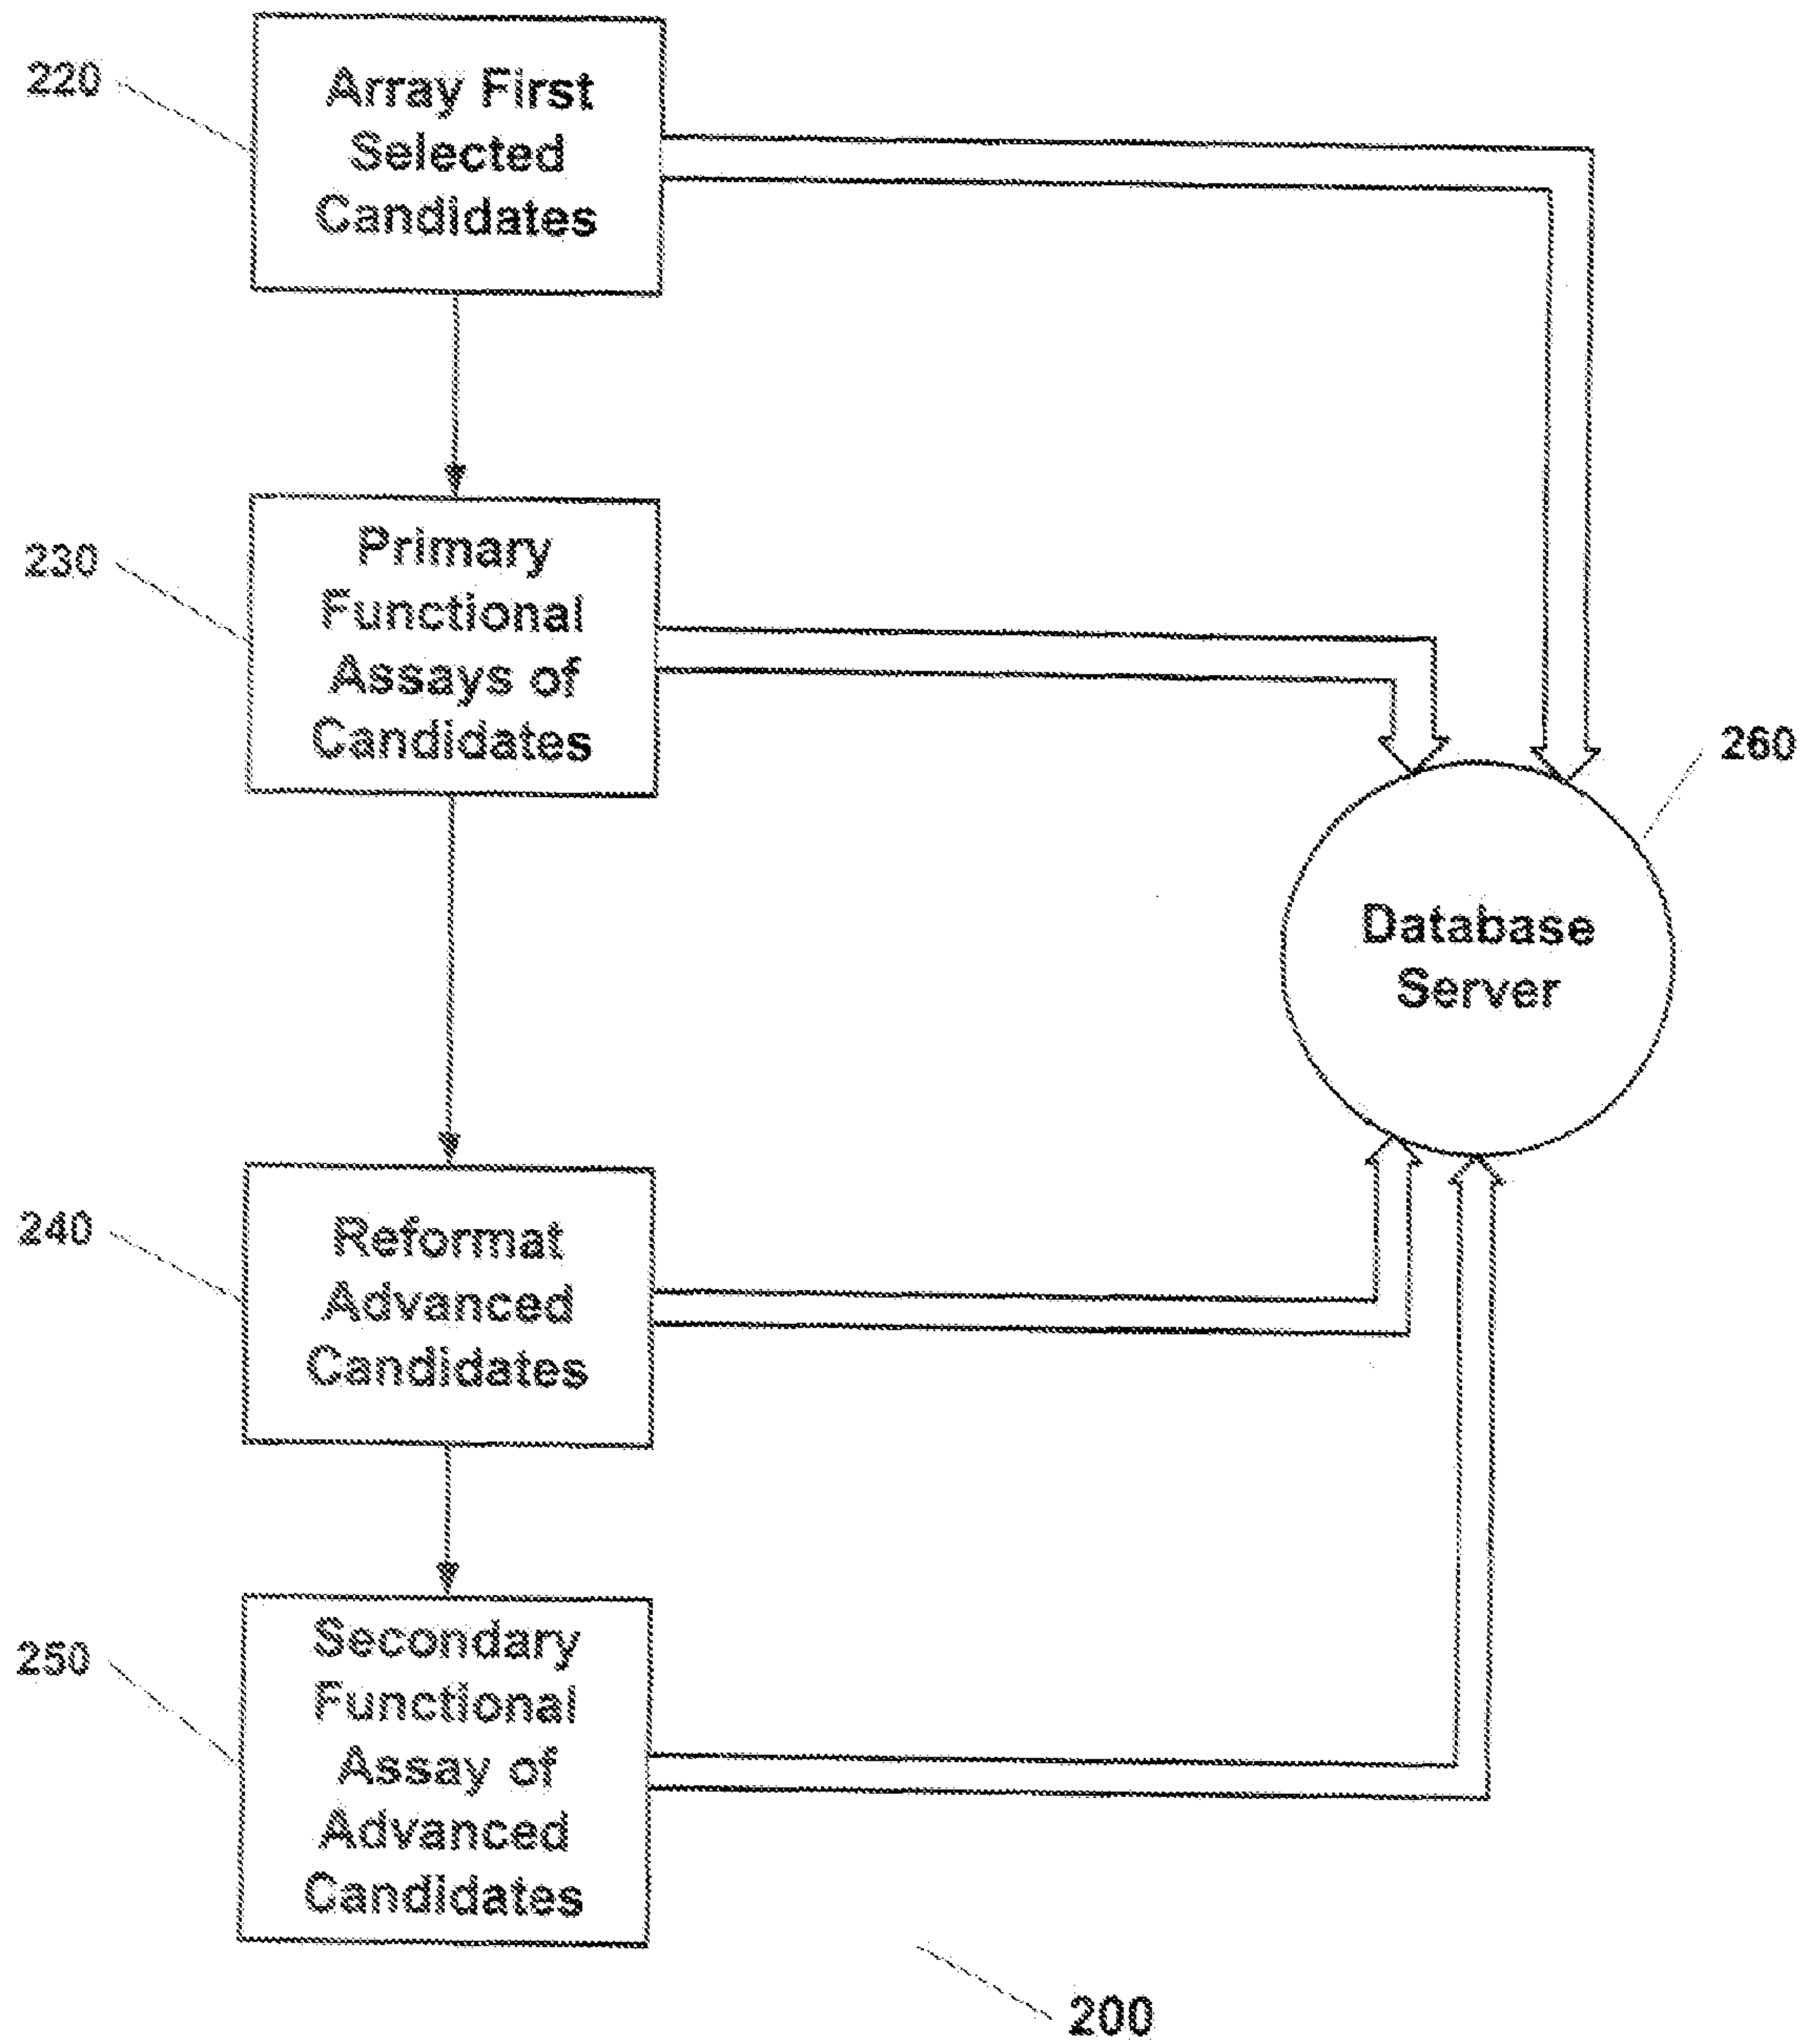 220
Array First
Selected
Candidates
230
Primary
Functional
Assays of
Candidates
260
Database
Server
240
Reformat
Advanced
Candidates
250
Secondary
Functional
Assay of
Advanced
Candidates
200